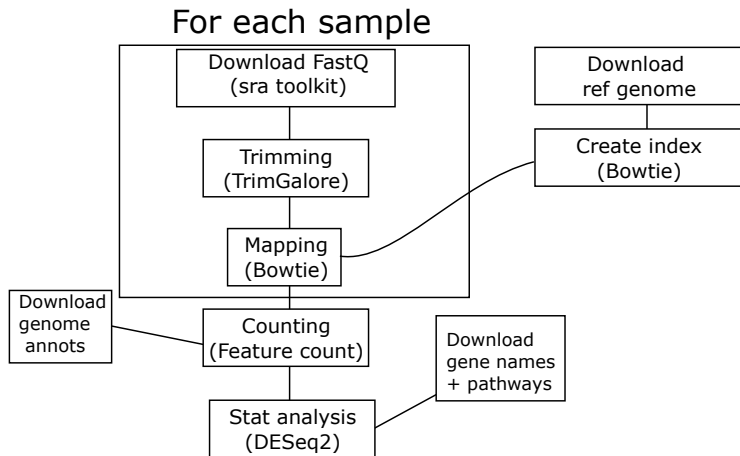 For each sample
Download FastQ
(sra toolkit)
Download
ref genome
Trimming
(TrimGalore)
Create index
(Bowtie)
Mapping
(Bowtie)
Download
genome
annots
Counting
(Feature count)
Download
gene names
+ pathways
Stat analysis
(DESeq2)